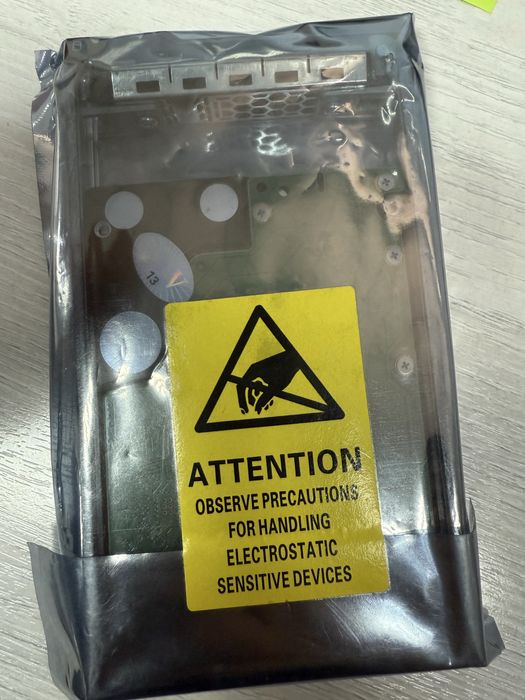 13
V
ATTENTION
OBSERVE PRECAUTIONS
FOR HANDLING
ELECTROSTATIC
SENSITIVE DEVICES